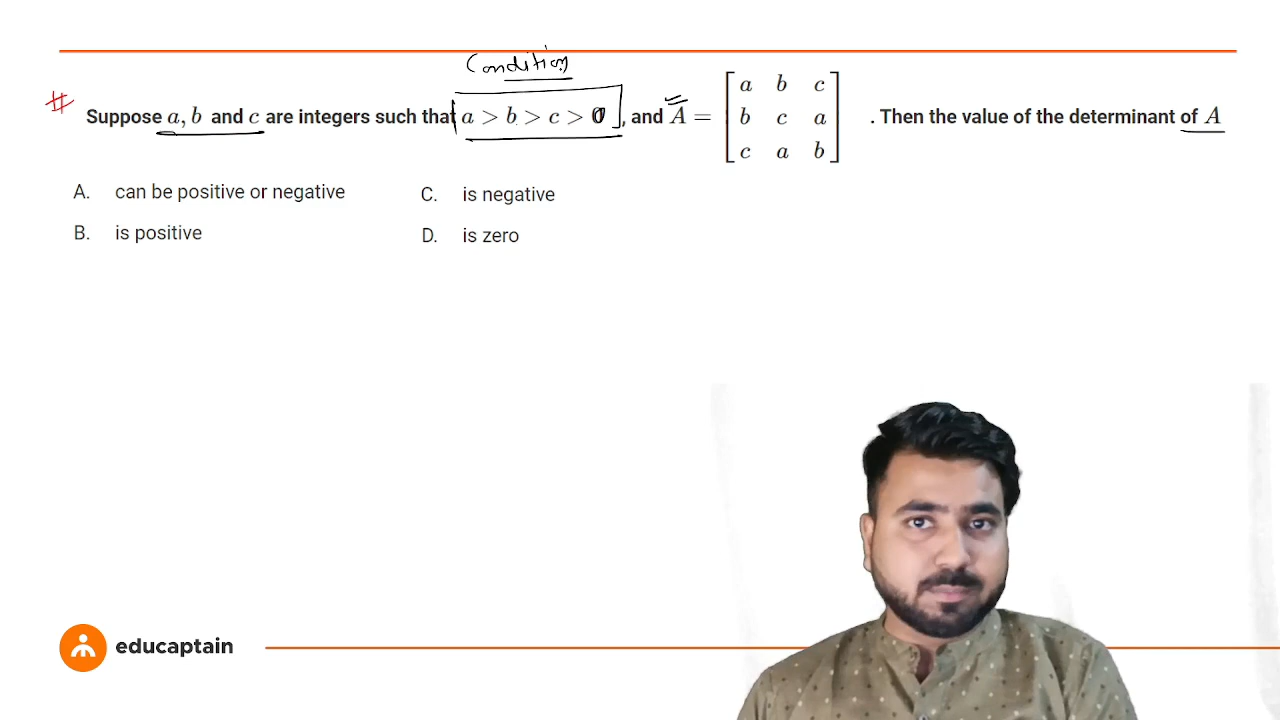 Condition
# Suppose a, b and c are integers such that a > b > c > 0, and A = [ a b c
b c a
c a b ] . Then the value of the determinant of A
A. can be positive or negative C. is negative
B. is positive D. is zero
educaptain